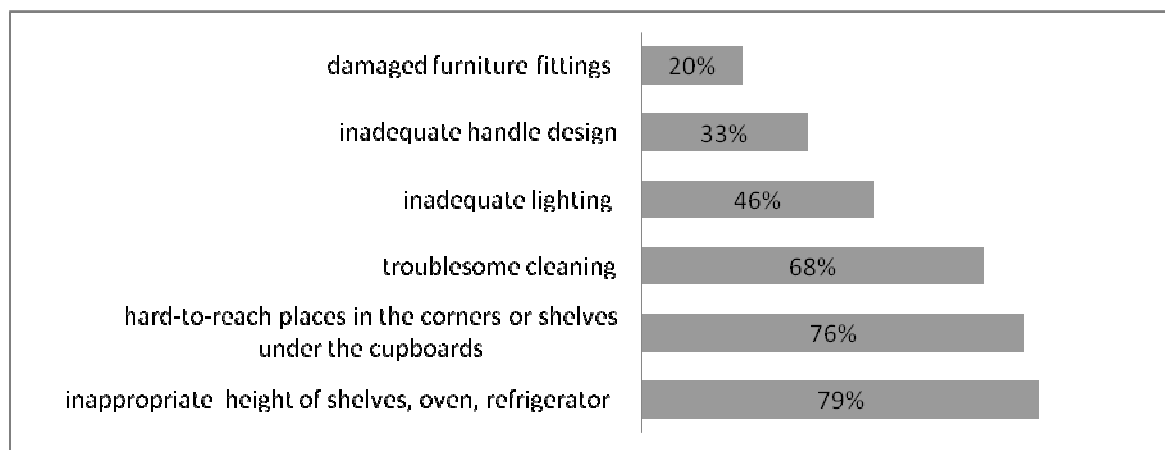 damaged furniture fittings 20%
inadequate handle design 33%
inadequate lighting 46%
troublesome cleaning 68%
hard-to-reach places in the corners or shelves
under the cupboards 76%
inappropriate height of shelves, oven, refrigerator 79%